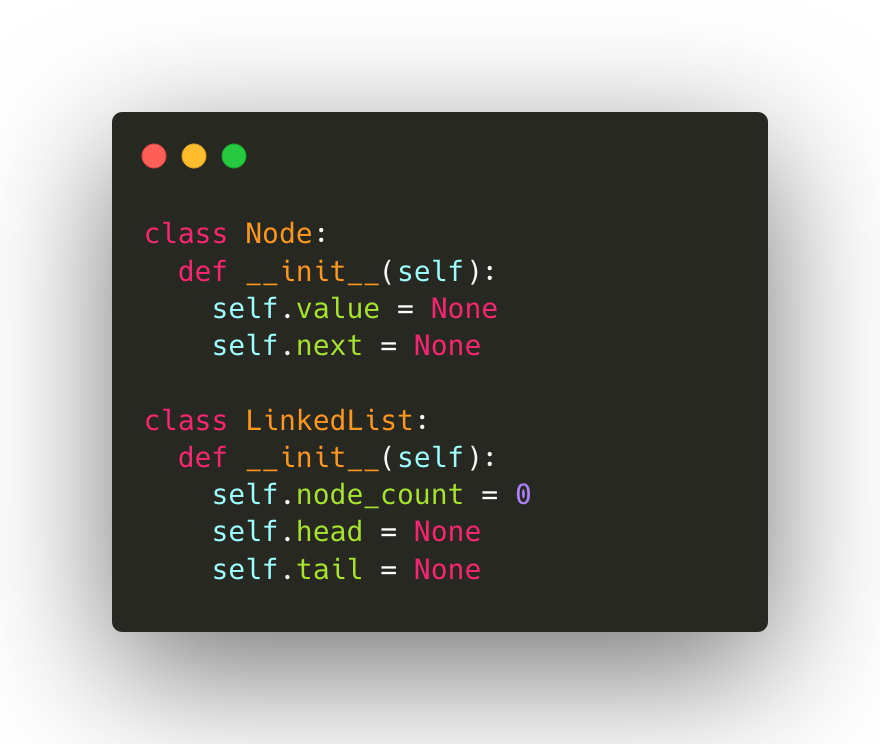 class Node:
  def __init__(self):
    self.value = None
    self.next = None

class LinkedList:
  def __init__(self):
    self.node_count = 0
    self.head = None
    self.tail = None